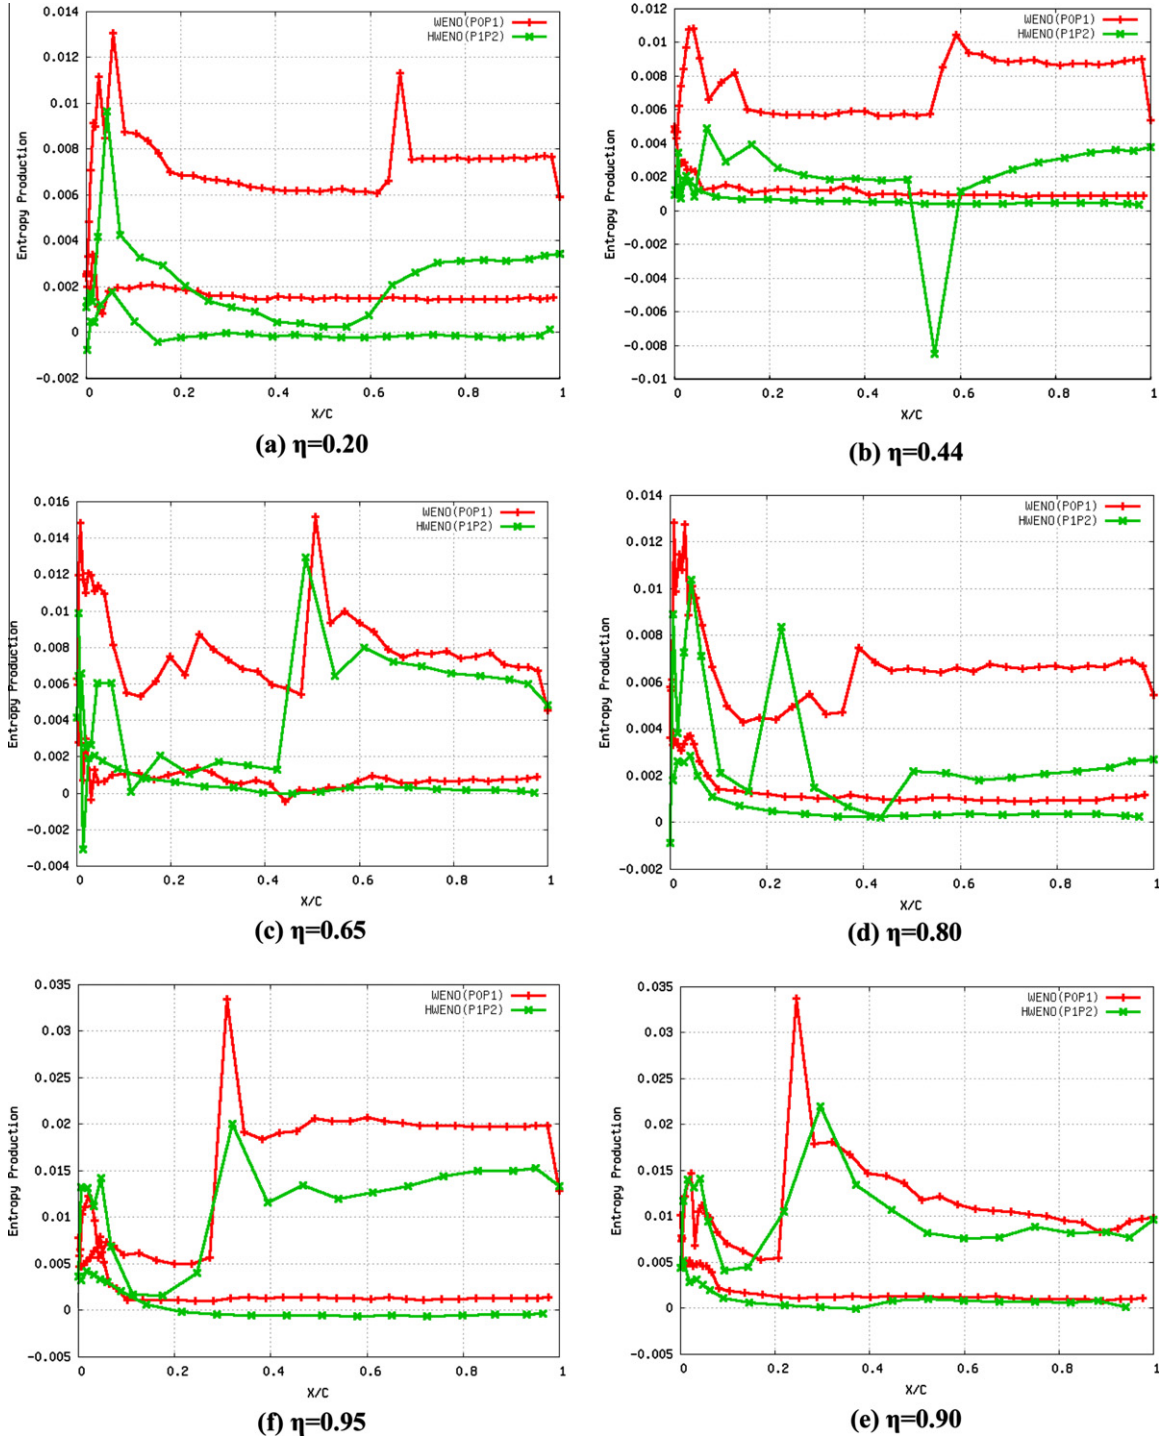 0.014
0.012
0.01
0.008
0.006
0.004
0.002
0
-0.002
Entropy Production
WENO(P0P1)
HWENO(P1P2)
0 0.2 0.4 0.6 0.8 1
X/C
(a) η=0.20
0.012
0.01
0.008
0.006
0.004
0.002
0
-0.002
-0.004
-0.006
-0.008
-0.01
Entropy Production
WENO(P0P1)
HWENO(P1P2)
0 0.2 0.4 0.6 0.8 1
X/C
(b) η=0.44
0.016
0.014
0.012
0.01
0.008
0.006
0.004
0.002
0
-0.002
-0.004
Entropy Production
WENO(P0P1)
HWENO(P1P2)
0 0.2 0.4 0.6 0.8 1
X/C
(c) η=0.65
0.014
0.012
0.01
0.008
0.006
0.004
0.002
0
-0.002
Entropy Production
WENO(P0P1)
HWENO(P1P2)
0 0.2 0.4 0.6 0.8 1
X/C
(d) η=0.80
0.035
0.03
0.025
0.02
0.015
0.01
0.005
0
-0.005
Entropy Production
WENO(P0P1)
HWENO(P1P2)
0 0.2 0.4 0.6 0.8 1
X/C
(f) η=0.95
0.035
0.03
0.025
0.02
0.015
0.01
0.005
0
-0.005
Entropy Production
WENO(P0P1)
HWENO(P1P2)
0 0.2 0.4 0.6 0.8 1
X/C
(e) η=0.90